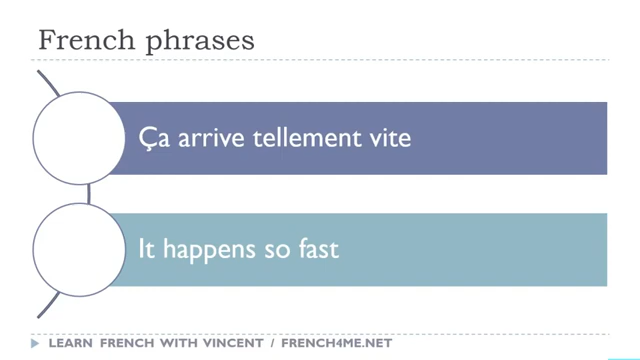 French phrases
Ça arrive tellement vite
It happens so fast
LEARN FRENCH WITH VINCENT / FRENCH4ME.NET